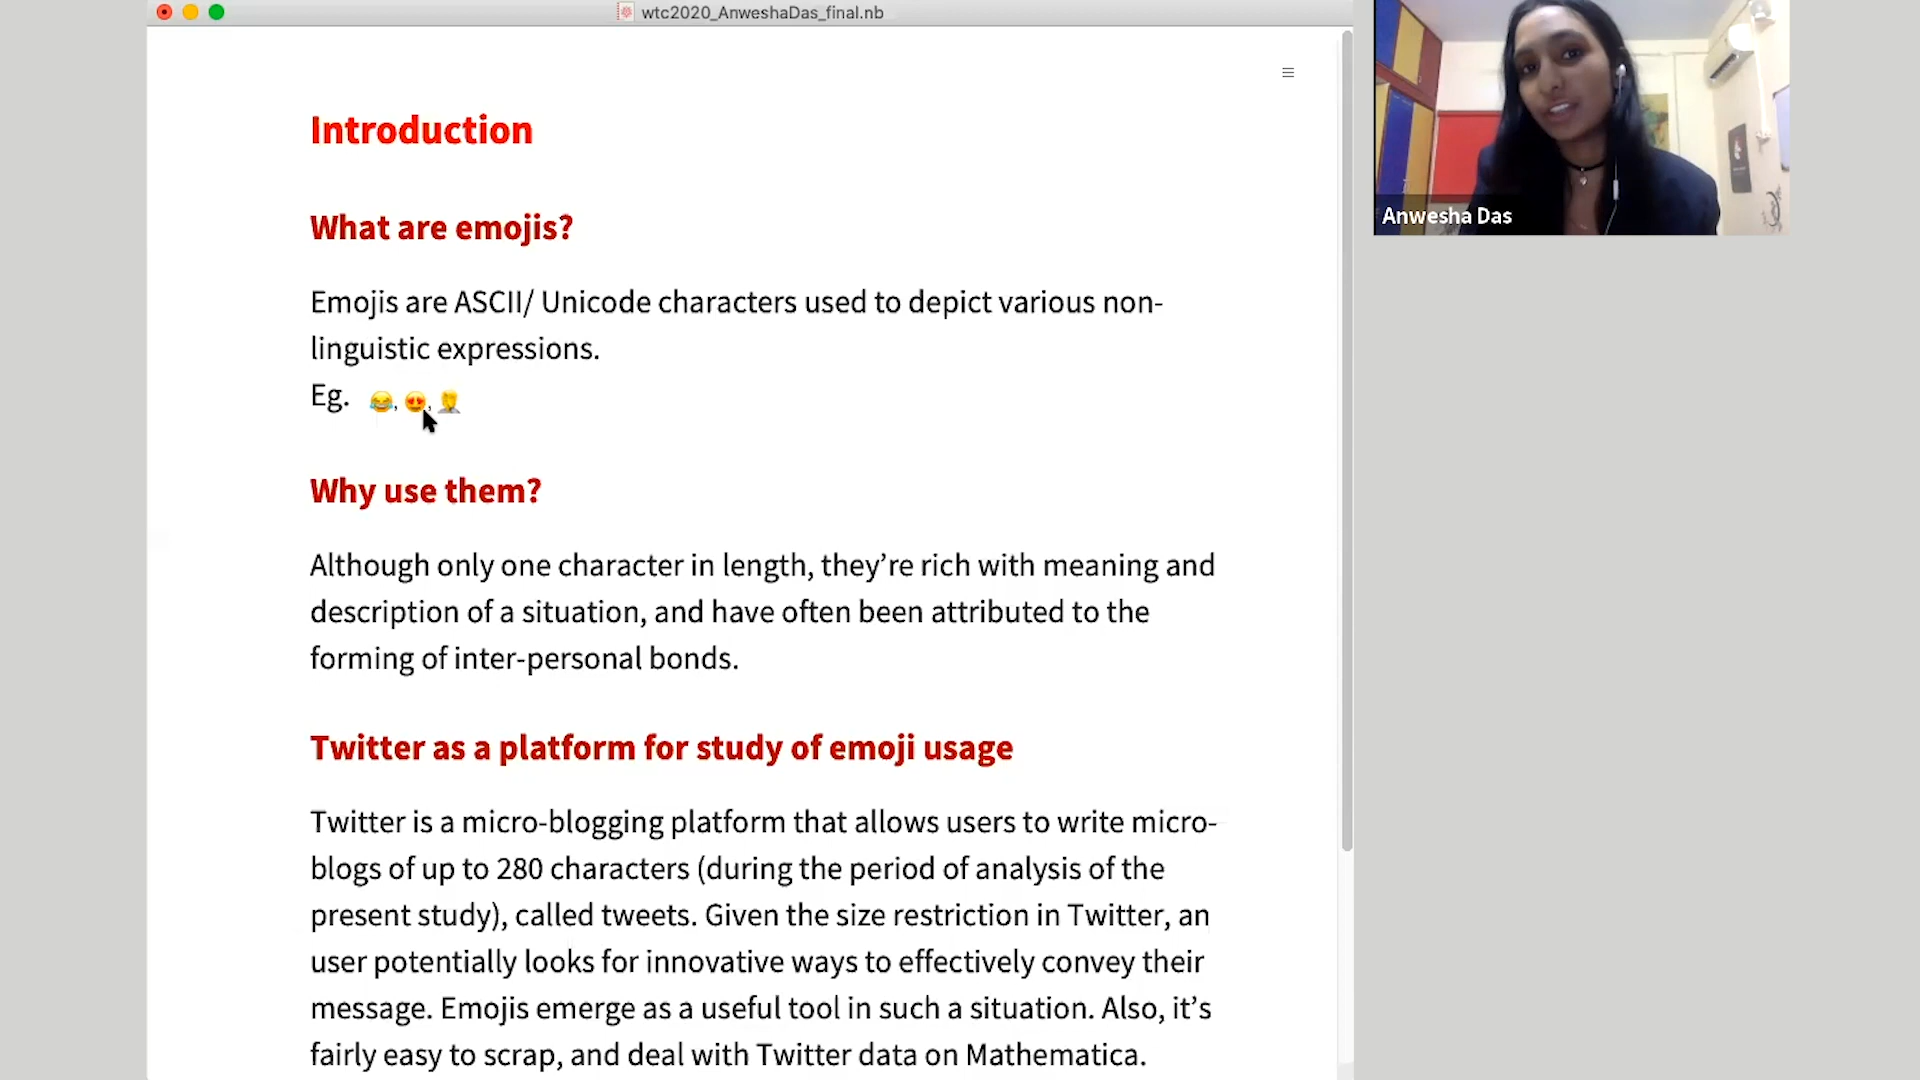 wtc2020_AnweshaDas_final.nb
Introduction
What are emojis?
Emojis are ASCII/ Unicode characters used to depict various non-
linguistic expressions.
Eg. 😂, 😍, 🤦
Why use them?
Although only one character in length, they’re rich with meaning and
description of a situation, and have often been attributed to the
forming of inter-personal bonds.
Twitter as a platform for study of emoji usage
Twitter is a micro-blogging platform that allows users to write micro-
blogs of up to 280 characters (during the period of analysis of the
present study), called tweets. Given the size restriction in Twitter, an
user potentially looks for innovative ways to effectively convey their
message. Emojis emerge as a useful tool in such a situation. Also, it’s
fairly easy to scrap, and deal with Twitter data on Mathematica.
Anwesha Das